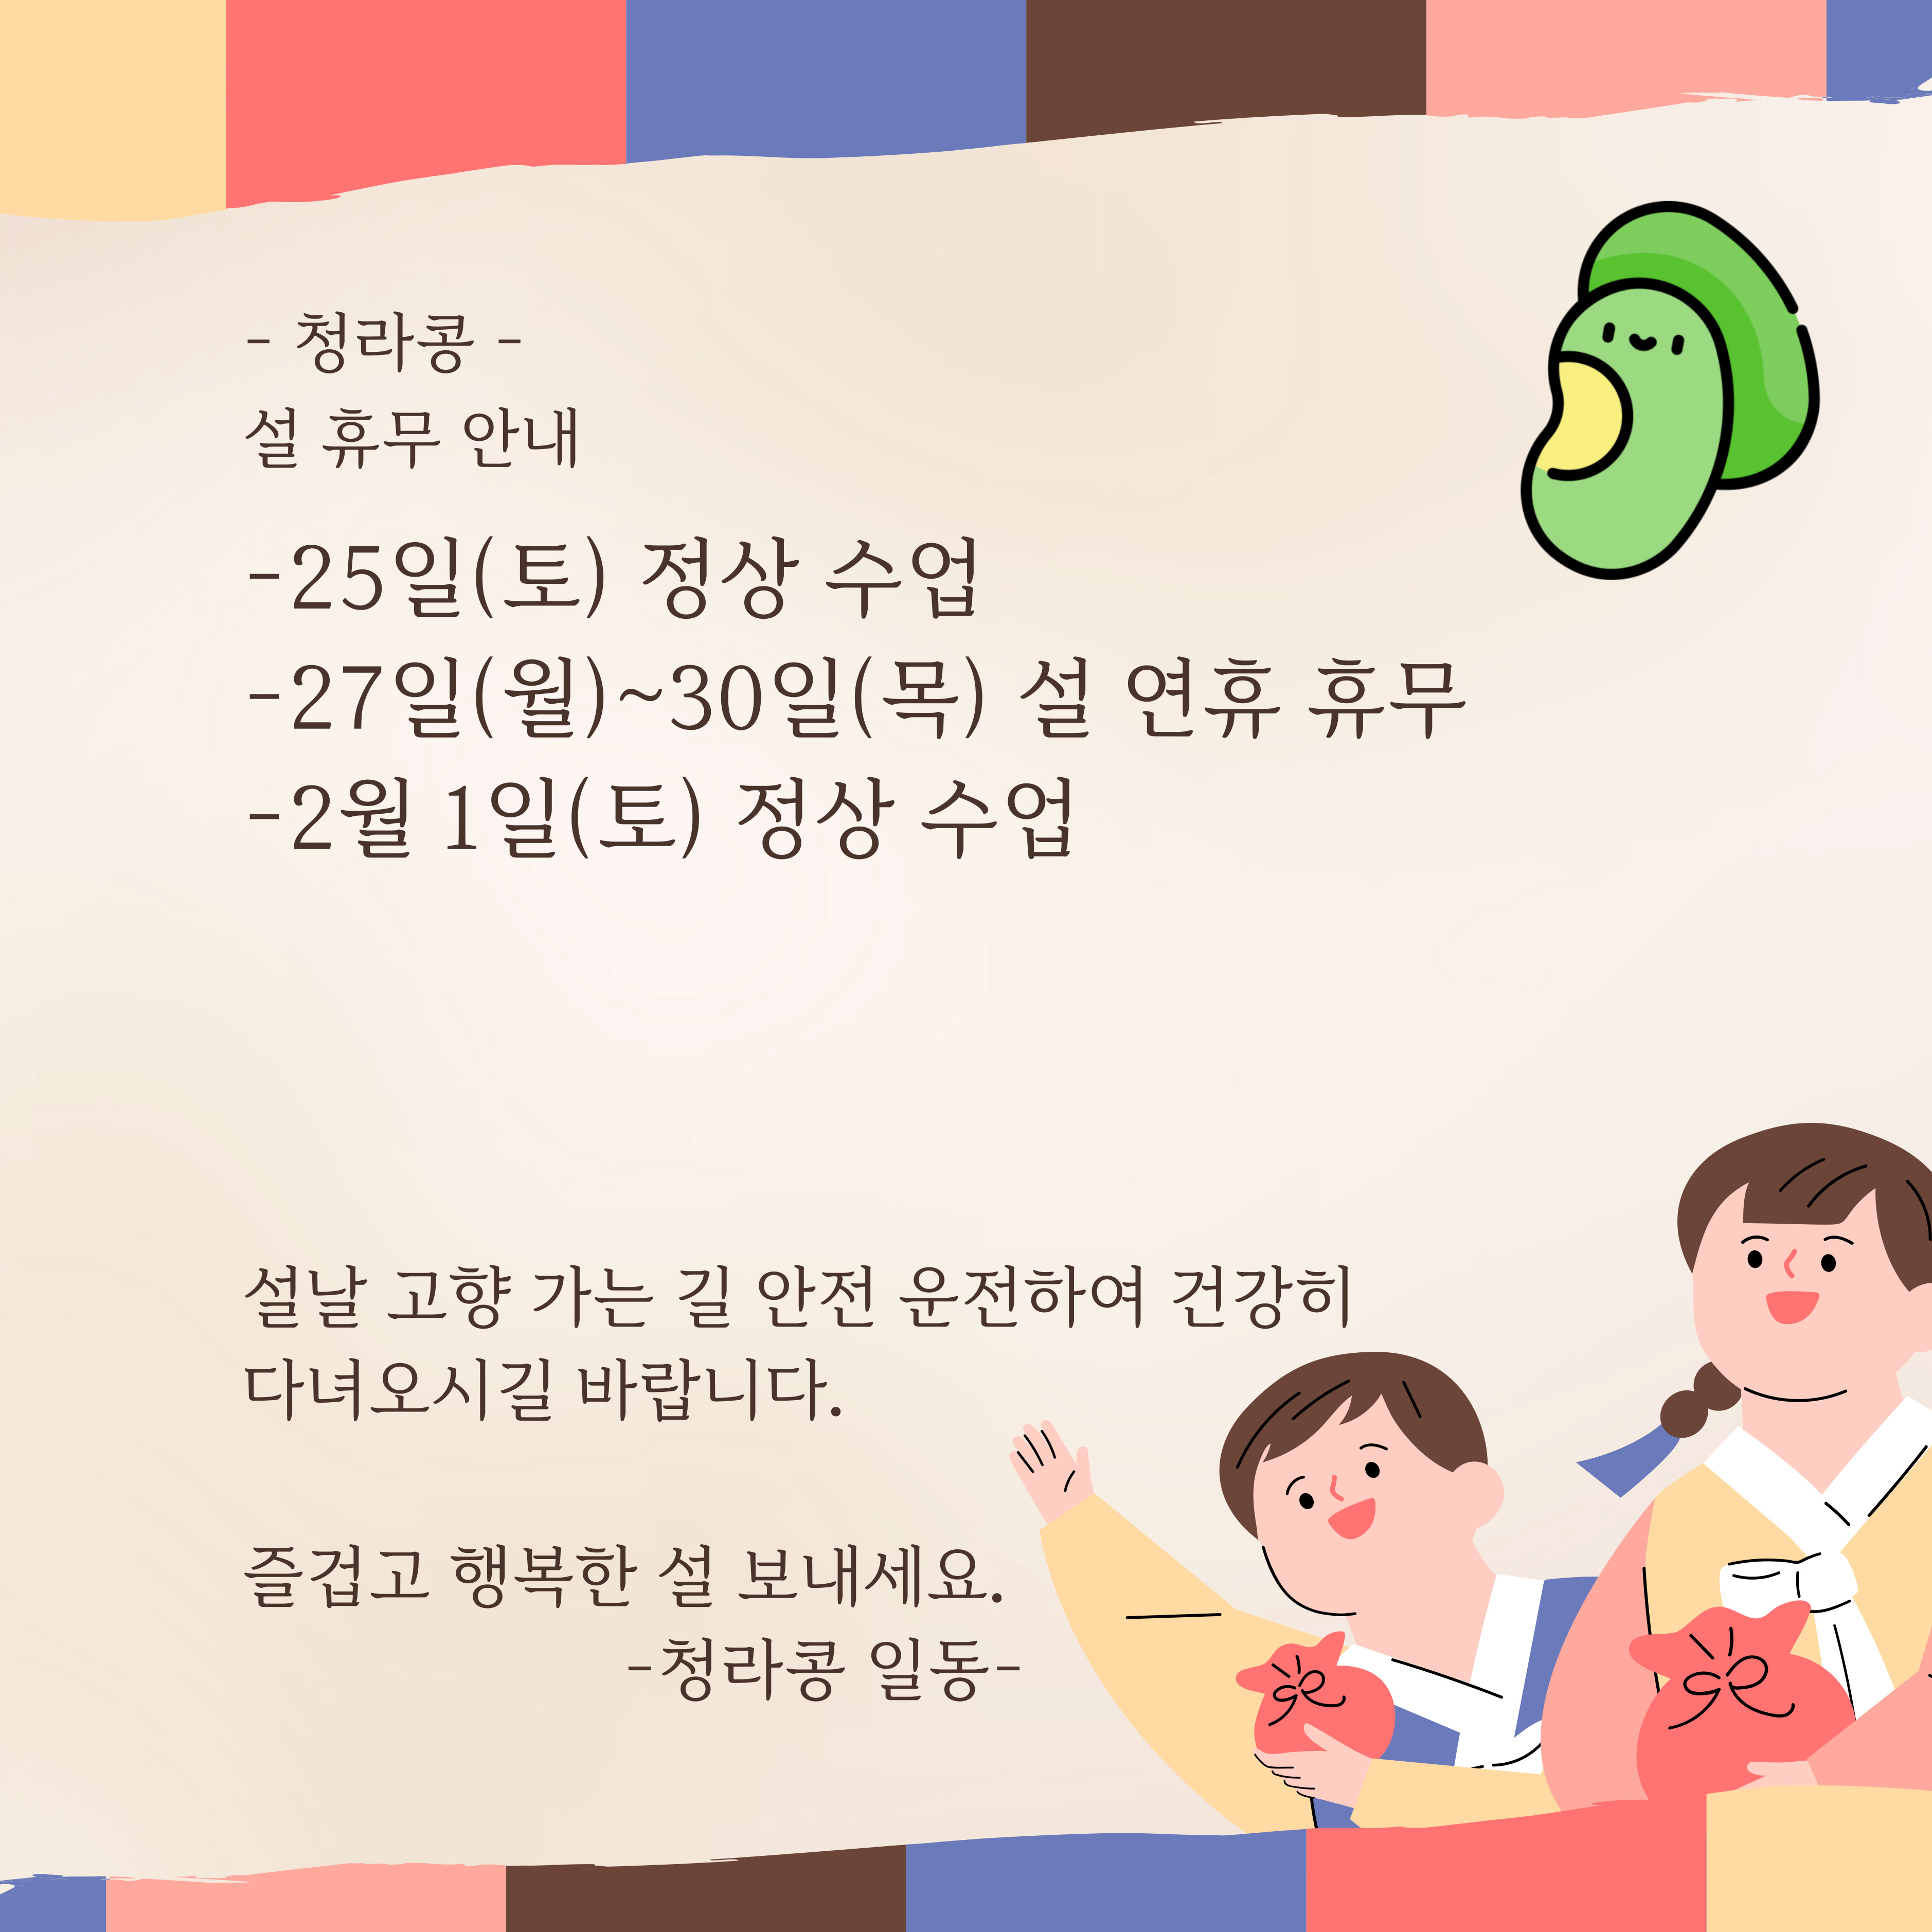 - 청라콩 -
설 휴무 안내
-25일(토) 정상 수업
-27일(월)~30일(목) 설 연휴 휴무
-2월 1일(토) 정상 수업
설날 고향 가는 길 안전 운전하여 건강히
다녀오시길 바랍니다.
즐겁고 행복한 설 보내세요.
-청라콩 일동-